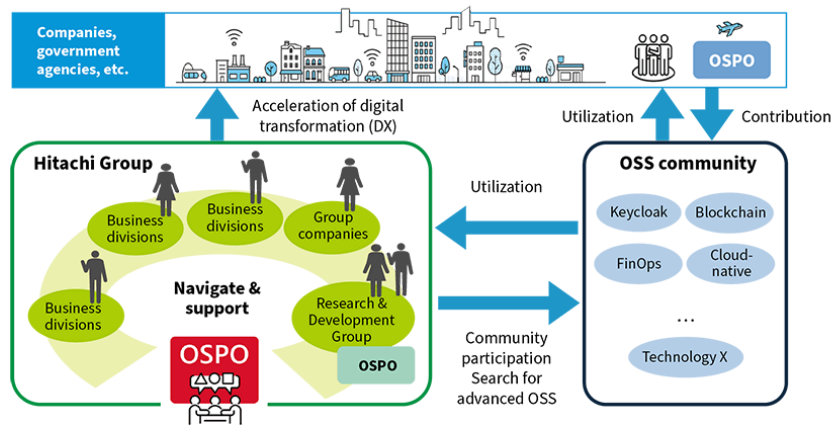 Companies,
government
agencies, etc.
OSPO
Acceleration of digital
transformation (DX)
Utilization
Contribution
Hitachi Group
Business
divisions
Business
divisions
Business
divisions
Group
companies
Research &
Development
Group
OSPO
Navigate &
support
OSPO
Utilization
Community
participation
Search for
advanced OSS
OSS community
Keycloak
Blockchain
FinOps
Cloud-
native
...
Technology X